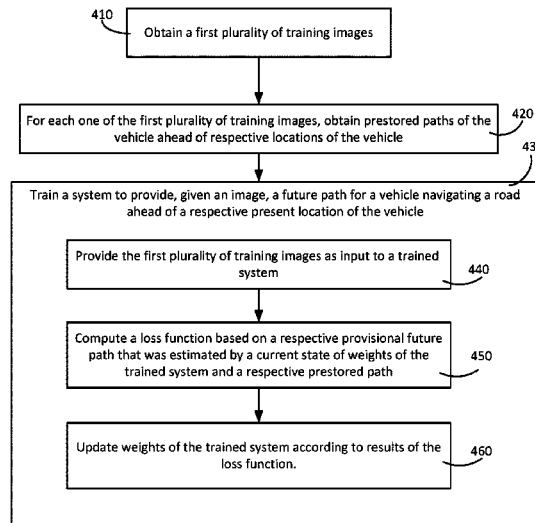 410
Obtain a first plurality of training images
For each one of the first plurality of training images, obtain prestored paths of the
vehicle ahead of respective locations of the vehicle
420
43
Train a system to provide, given an image, a future path for a vehicle navigating a road
ahead of a respective present location of the vehicle
Provide the first plurality of training images as input to a trained
system
440
Compute a loss function based on a respective provisional future
path that was estimated by a current state of weights of the
trained system and a respective prestored path
450
Update weights of the trained system according to results of the
loss function.
460